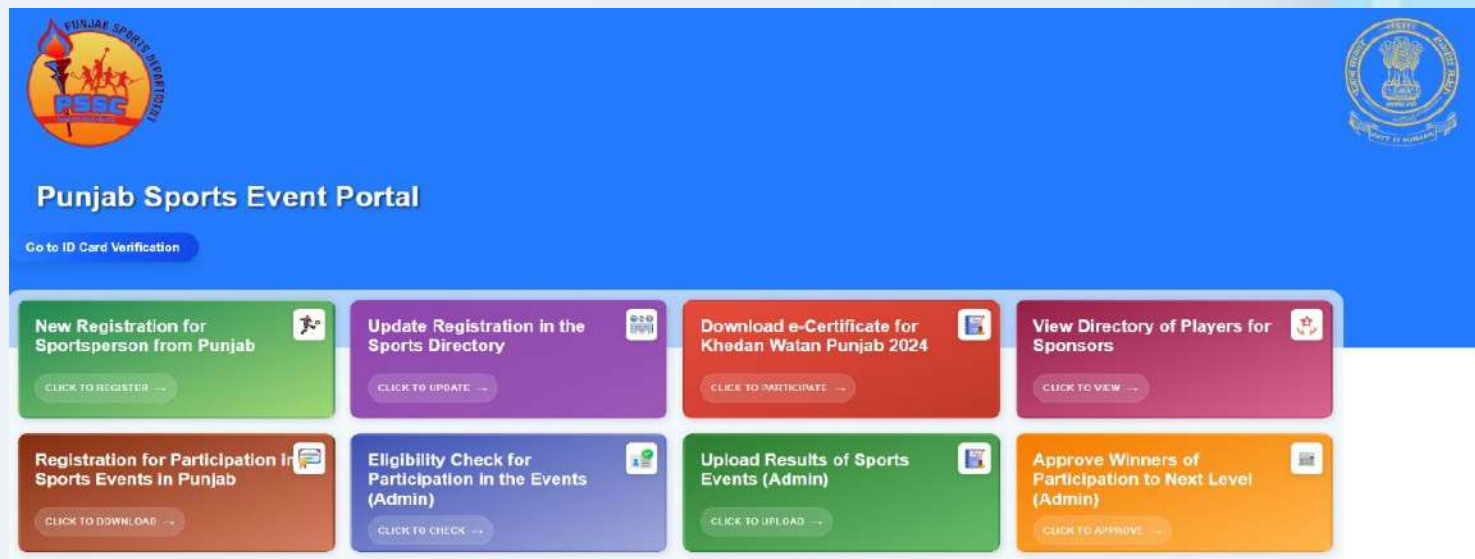 PUNJAB SPORTS DEPARTMENT
PSSC
Punjab Sports Event Portal
Go to ID Card Verification
New Registration for
Sportsperson from Punjab
CLICK TO REGISTER →
Update Registration in the
Sports Directory
CLICK TO UPDATE →
Download e-Certificate for
Khedan Watan Punjab 2024
CLICK TO PARTICIPATE →
View Directory of Players for
Sponsors
CLICK TO VIEW →
Registration for Participation in
Sports Events in Punjab
CLICK TO DOWNLOAD →
Eligibility Check for
Participation in the Events
(Admin)
CLICK TO CHECK →
Upload Results of Sports
Events (Admin)
CLICK TO UPLOAD →
Approve Winners of
Participation to Next Level
(Admin)
CLICK TO APPROVE →